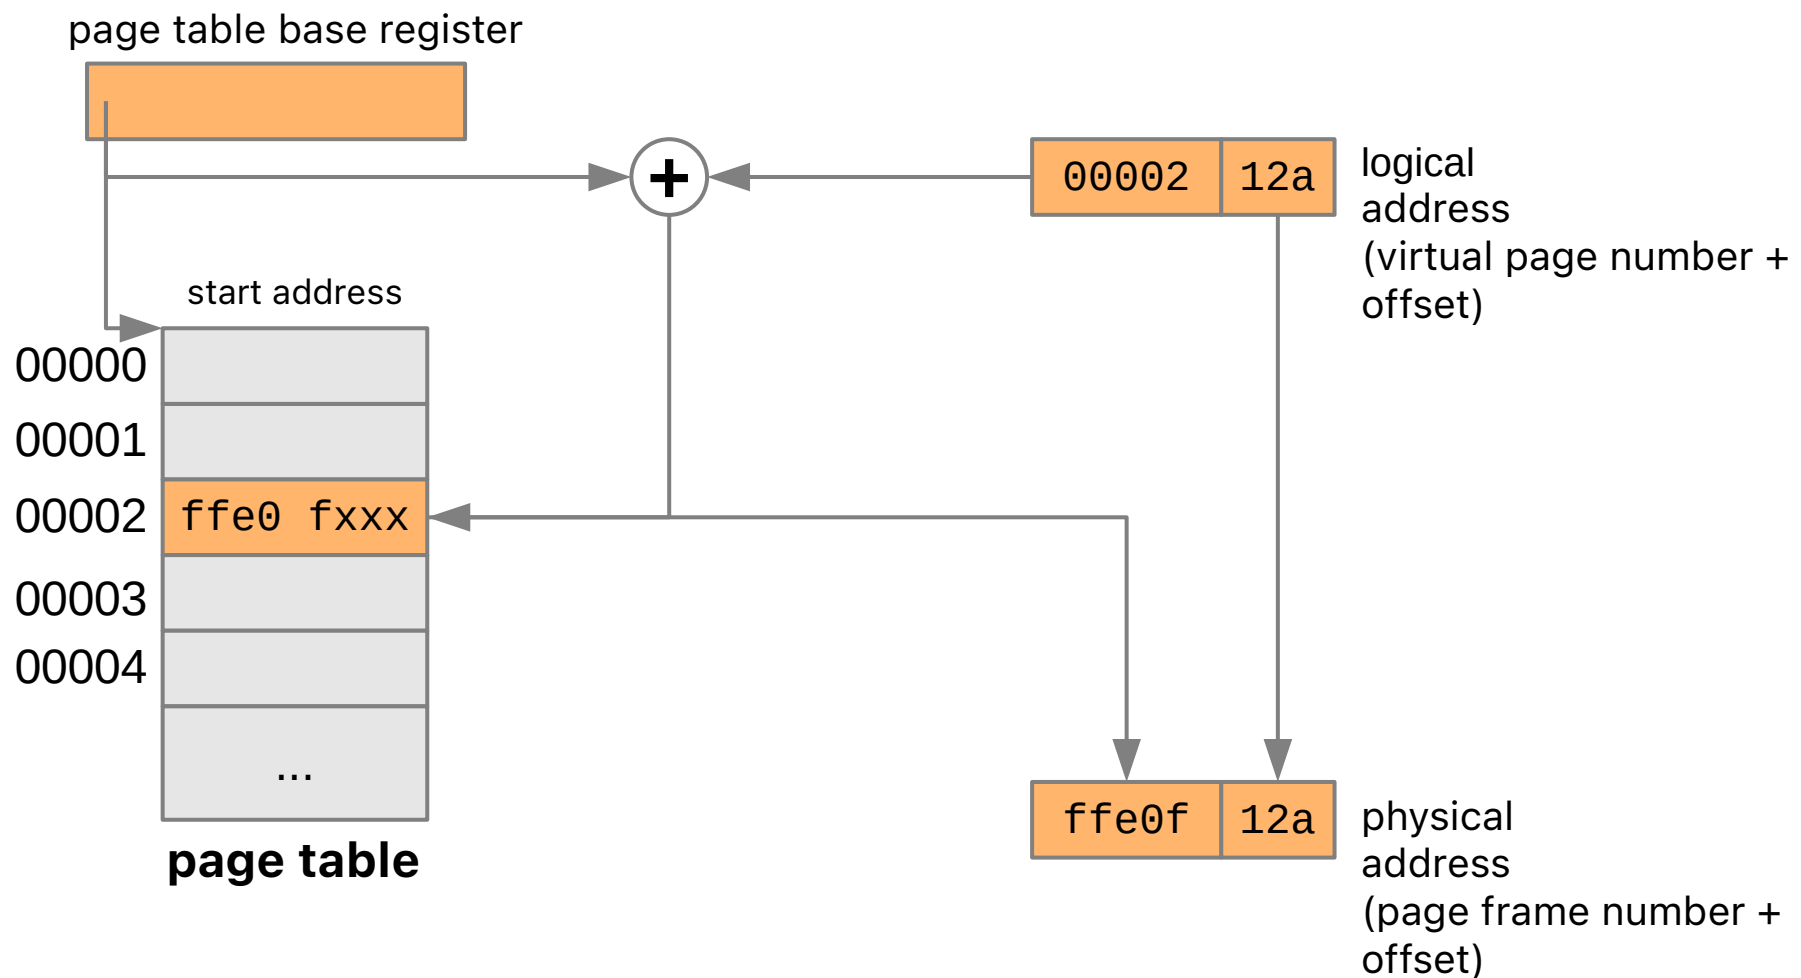 page table base register
+
00002 12a
logical
address
(virtual page number +
offset)
start address
00000
00001
00002 ffe0 fxxx
00003
00004
...
page table
ffe0f 12a
physical
address
(page frame number +
offset)